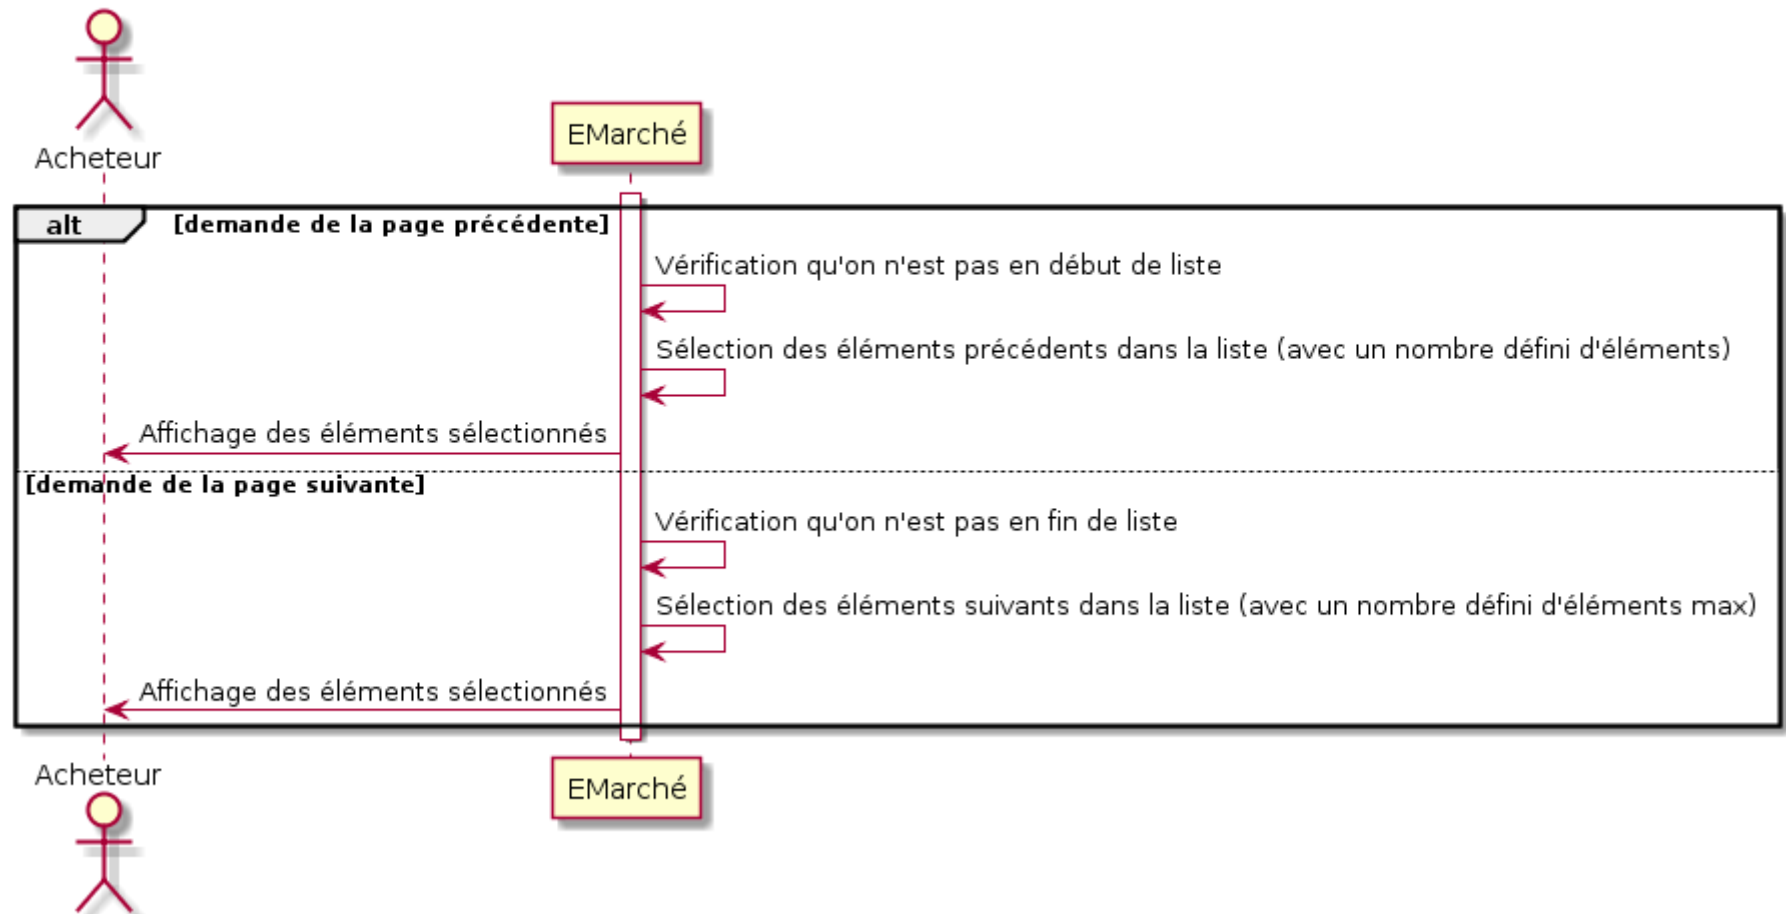 Acheteur
EMarché
alt
[demande de la page précédente]
Vérification qu'on n'est pas en début de liste
Sélection des éléments précédents dans la liste (avec un nombre défini d'éléments)
Affichage des éléments sélectionnés
[demande de la page suivante]
Vérification qu'on n'est pas en fin de liste
Sélection des éléments suivants dans la liste (avec un nombre défini d'éléments max)
Affichage des éléments sélectionnés
Acheteur
EMarché